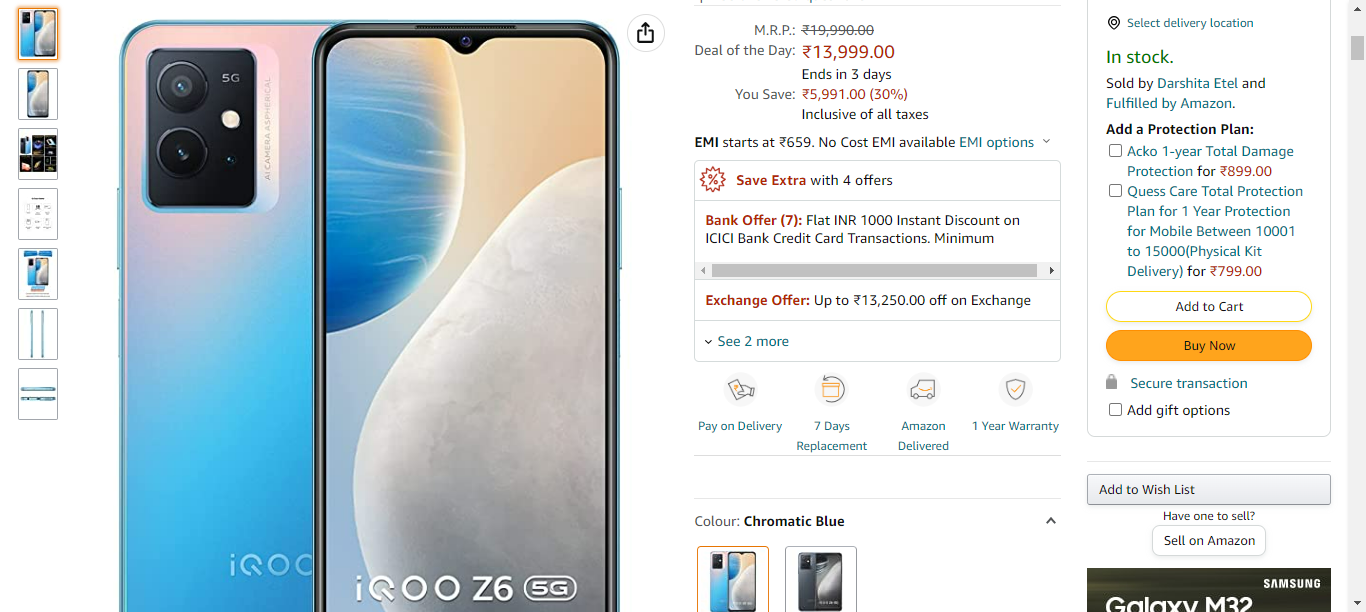 5G
AI CAMERA ASPHERICAL
iQOO
iQOO Z6 5G
M.R.P.: ₹19,990.00
Deal of the Day: ₹13,999.00
Ends in 3 days
You Save: ₹5,991.00 (30%)
Inclusive of all taxes
EMI starts at ₹659. No Cost EMI available EMI options
Save Extra with 4 offers
Bank Offer (7): Flat INR 1000 Instant Discount on
ICICI Bank Credit Card Transactions. Minimum
Exchange Offer: Up to ₹13,250.00 off on Exchange
See 2 more
Pay on Delivery
7 Days
Replacement
Amazon
Delivered
1 Year Warranty
Colour: Chromatic Blue
Select delivery location
In stock.
Sold by Darshita Etel and
Fulfilled by Amazon.
Add a Protection Plan:
Acko 1-year Total Damage
Protection for ₹899.00
Quess Care Total Protection
Plan for 1 Year Protection
for Mobile Between 10001
to 15000(Physical Kit
Delivery) for ₹799.00
Add to Cart
Buy Now
Secure transaction
Add gift options
Add to Wish List
Have one to sell?
Sell on Amazon
SAMSUNG
Galaxy M32